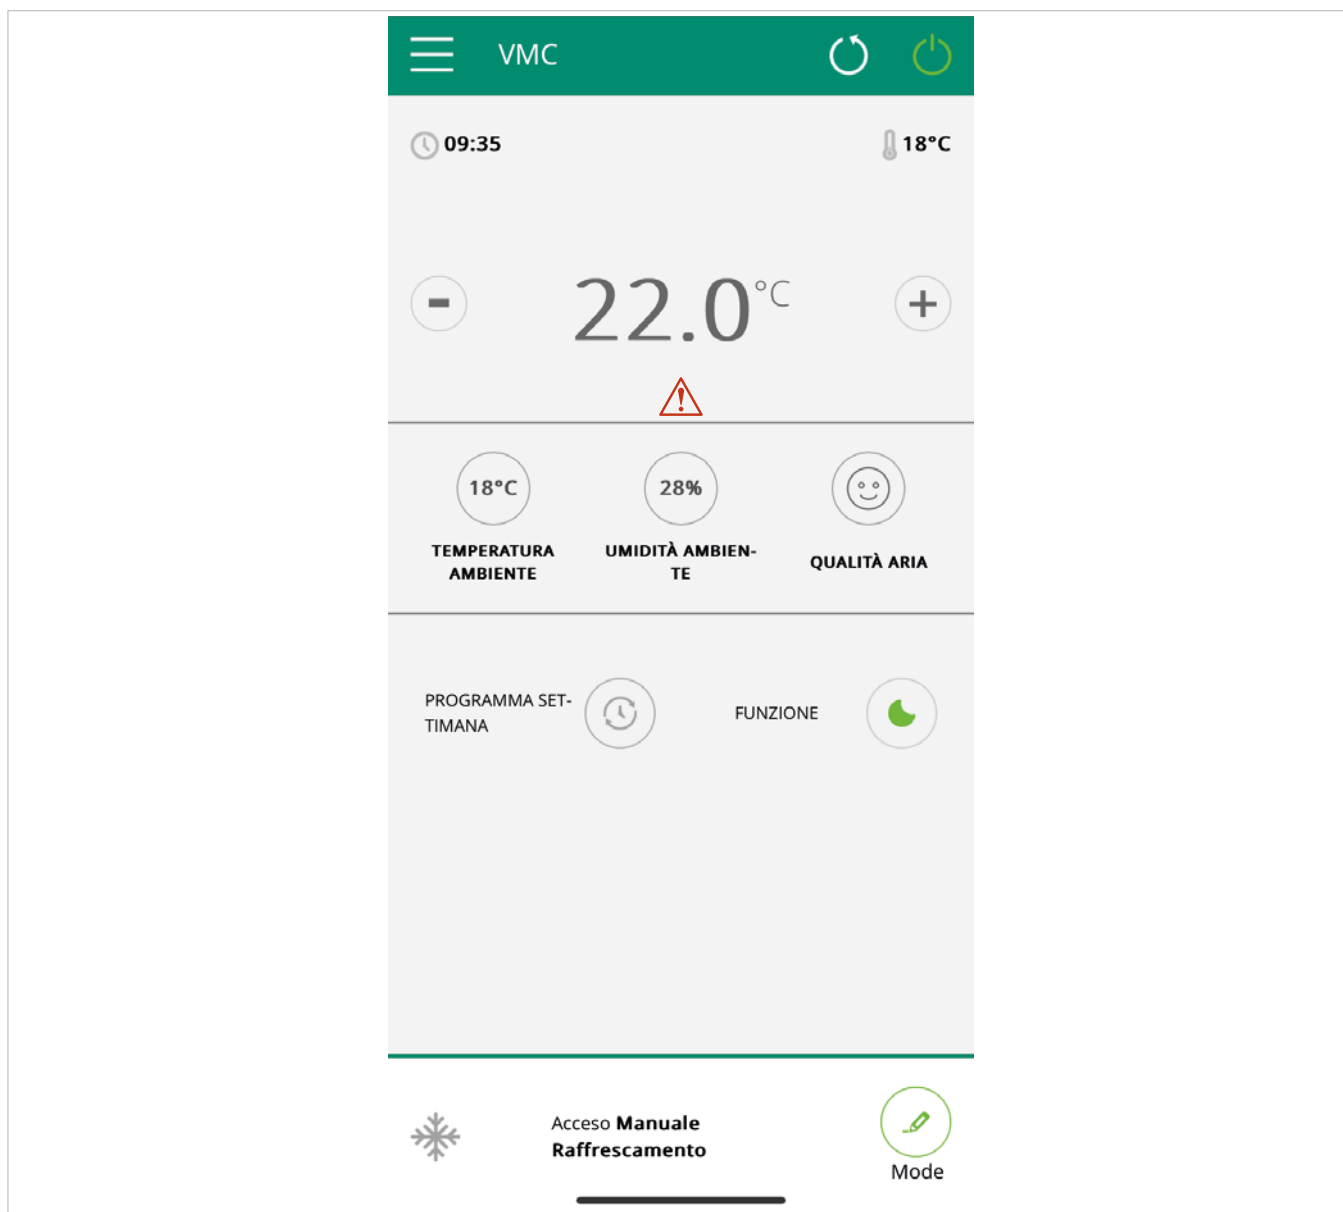 VMC
09:35
18°C
-
22.0°C
+
18°C
28%
TEMPERATURA
AMBIENTE
UMIDITÀ AMBIEN-
TE
QUALITÀ ARIA
PROGRAMMA SET-
TIMANA
FUNZIONE
Acceso Manuale
Raffrescamento
Mode